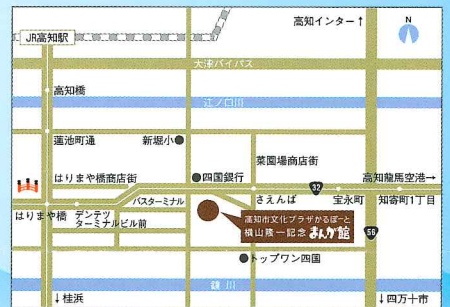 高知インター↑
N
JR高知駅
大津バイパス
高知橋
江ノ口川
蓮池町通
新堀小
菜園場商店街
はりまや橋商店街
四国銀行
高知龍馬空港→
バスターミナル
さえんば
32
宝永町
知寄町1丁目
はりまや橋
デンテツ
ターミナルビル前
高知市文化プラザかるぽーと
横山隆一記念まんが館
56
トップワン四国
鏡川
↓桂浜
↓四万十市